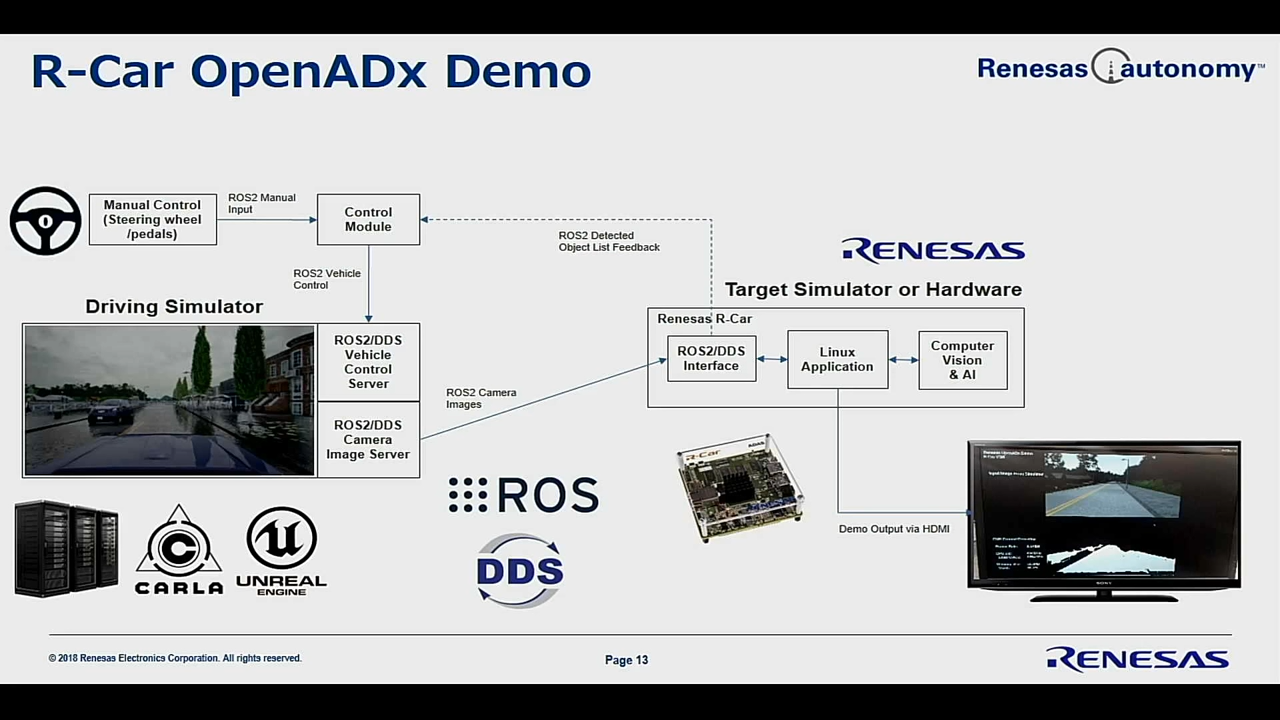 R-Car OpenADx Demo
Renesas autonomy™
Manual Control
(Steering wheel
/pedals)
ROS2 Manual
Input
Control
Module
ROS2 Detected
Object List Feedback
ROS2 Vehicle
Control
RENESAS
Driving Simulator
Target Simulator or Hardware
Renesas R-Car
ROS2/DDS
Vehicle
Control
Server
ROS2/DDS
Interface
Linux
Application
Computer
Vision
& AI
ROS2 Camera
Images
ROS2/DDS
Camera
Image Server
R-Car
ADAS
ROS
DDS
CARLA
UNREAL
ENGINE
Demo Output via HDMI
SONY
© 2018 Renesas Electronics Corporation. All rights reserved.
Page 13
RENESAS